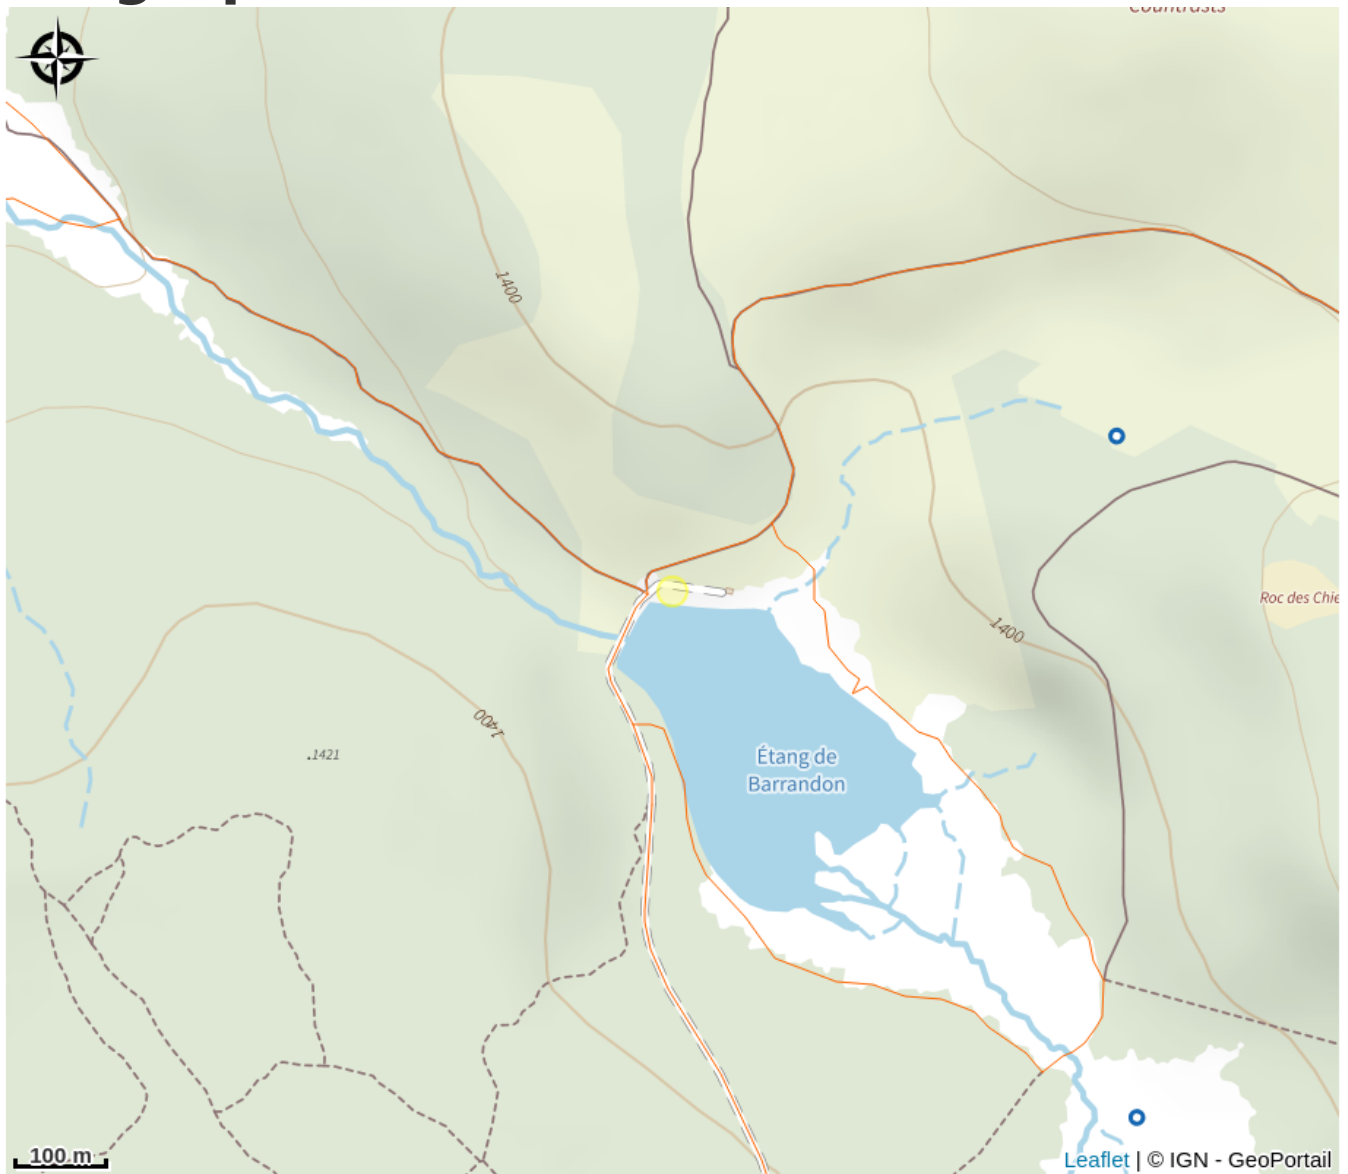 1400
Roc des Chie
1400
1400
.1421
Étang de
Barrandon
100 m
Leaflet | © IGN - GeoPortail